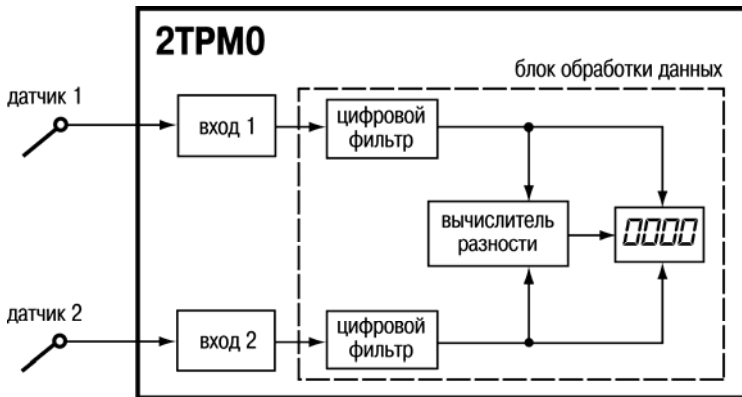 2ТРМ0
блок обработки данных
датчик 1
вход 1
цифровой
фильтр
вычислитель
разности
0000
датчик 2
вход 2
цифровой
фильтр